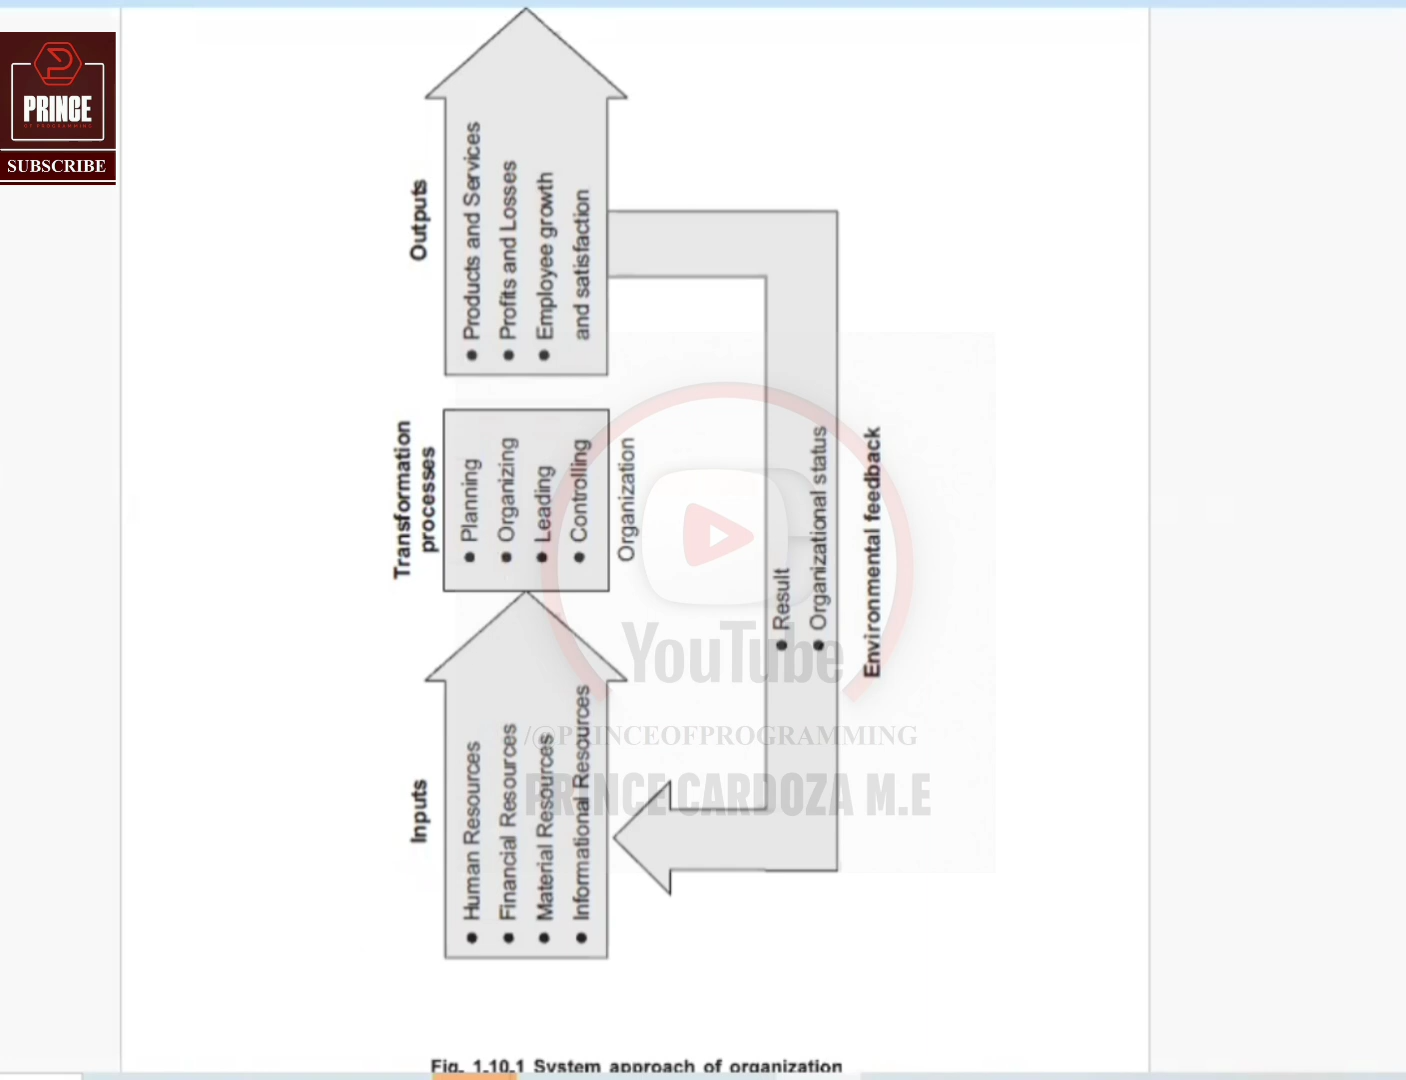 PRINCE
OF PROGRAMMING
SUBSCRIBE
Inputs
● Human Resources
● Financial Resources
● Material Resources
● Informational Resources
Transformation
processes
● Planning
● Organizing
● Leading
● Controlling
Organization
Outputs
● Products and Services
● Profits and Losses
● Employee growth
and satisfaction
● Result
● Organizational status
Environmental feedback
YouTube
/@PRINCEOFPROGRAMMING
PRINCE CARDOZA M.E
Fig. 1.10.1 System approach of organization